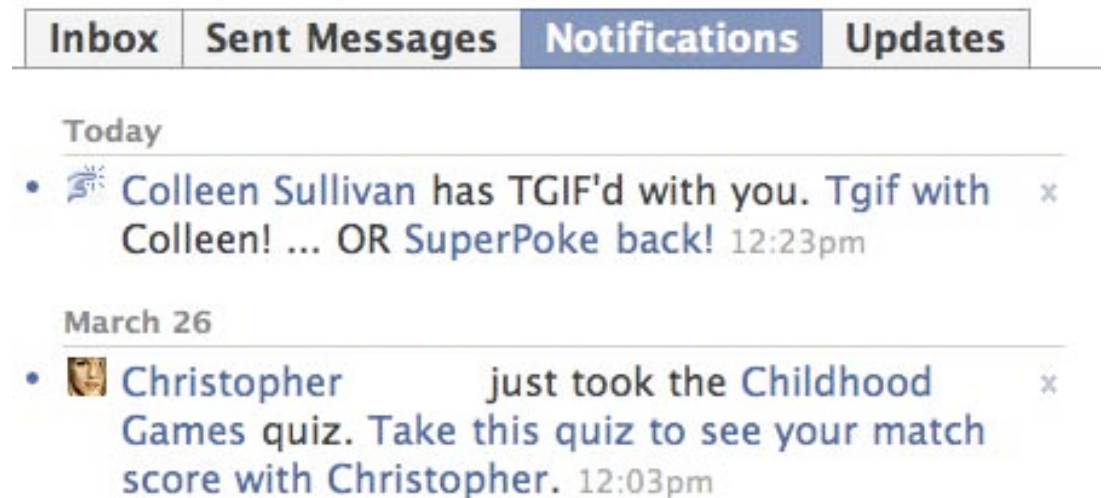 Inbox Sent Messages Notifications Updates
Today
• Colleen Sullivan has TGIF'd with you. Tgif with x
Colleen! ... OR SuperPoke back! 12:23pm
March 26
• Christopher just took the Childhood x
Games quiz. Take this quiz to see your match
score with Christopher. 12:03pm